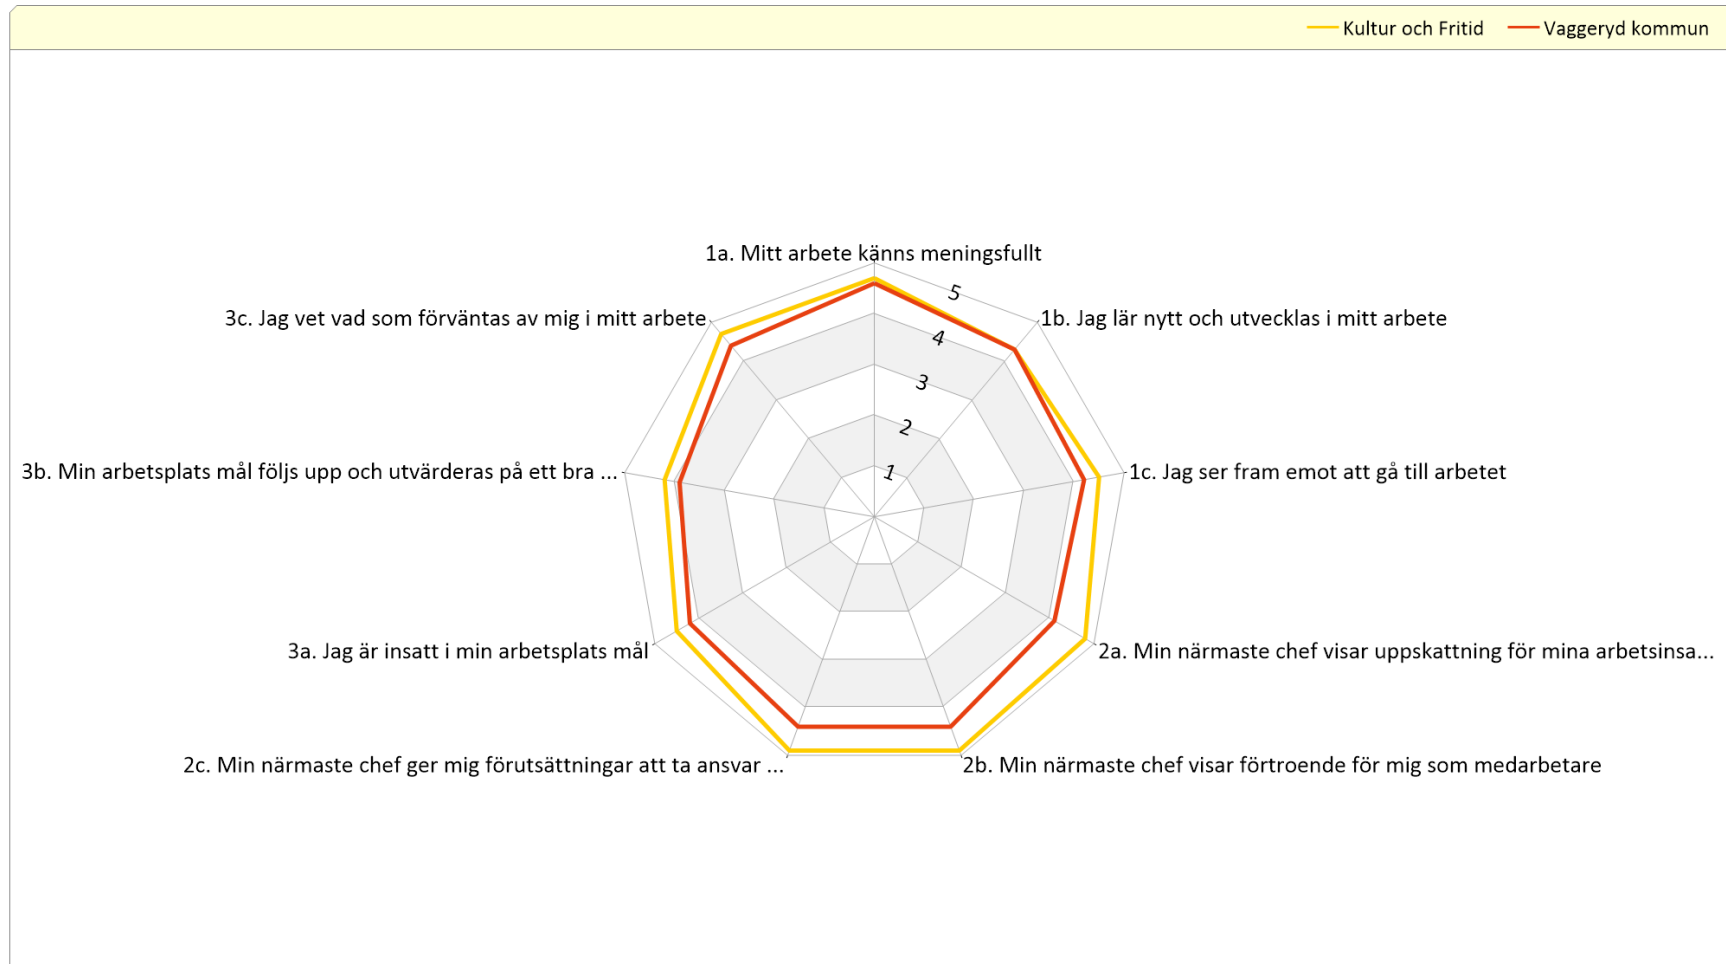 Kultur och Fritid
Vaggeryd kommun
1a. Mitt arbete känns meningsfullt
5
3c. Jag vet vad som förväntas av mig i mitt arbete
1b. Jag lär nytt och utvecklas i mitt arbete
4
3
2
3b. Min arbetsplats mål följs upp och utvärderas på ett bra ...
1
1c. Jag ser fram emot att gå till arbetet
3a. Jag är insatt i min arbetsplats mål
2a. Min närmaste chef visar uppskattning för mina arbetsinsa...
2c. Min närmaste chef ger mig förutsättningar att ta ansvar ...
2b. Min närmaste chef visar förtroende för mig som medarbetare